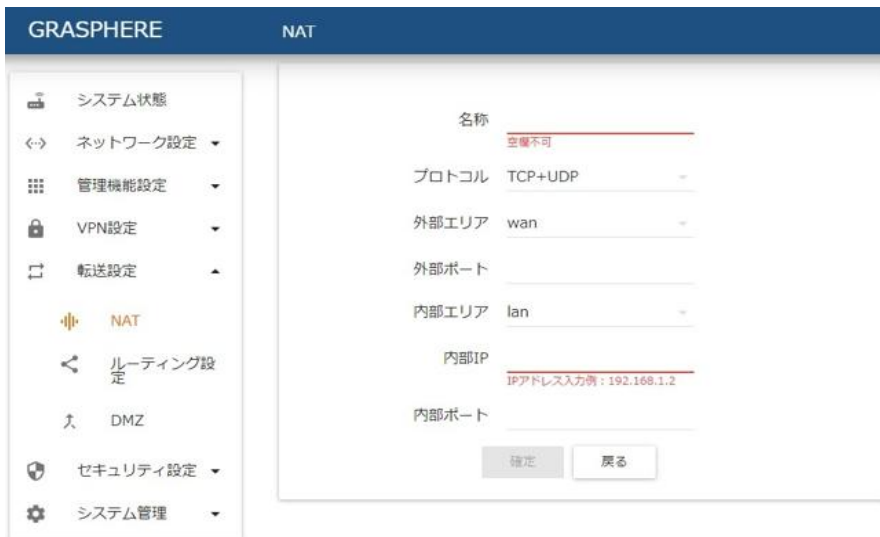 GRASPHERE
NAT
システム状態
ネットワーク設定
管理機能設定
VPN設定
転送設定
NAT
ルーティング設
定
DMZ
セキュリティ設定
システム管理
名称
空欄不可
プロトコル TCP+UDP
外部エリア wan
外部ポート
内部エリア lan
内部IP
IPアドレス入力例：192.168.1.2
内部ポート
確定 戻る